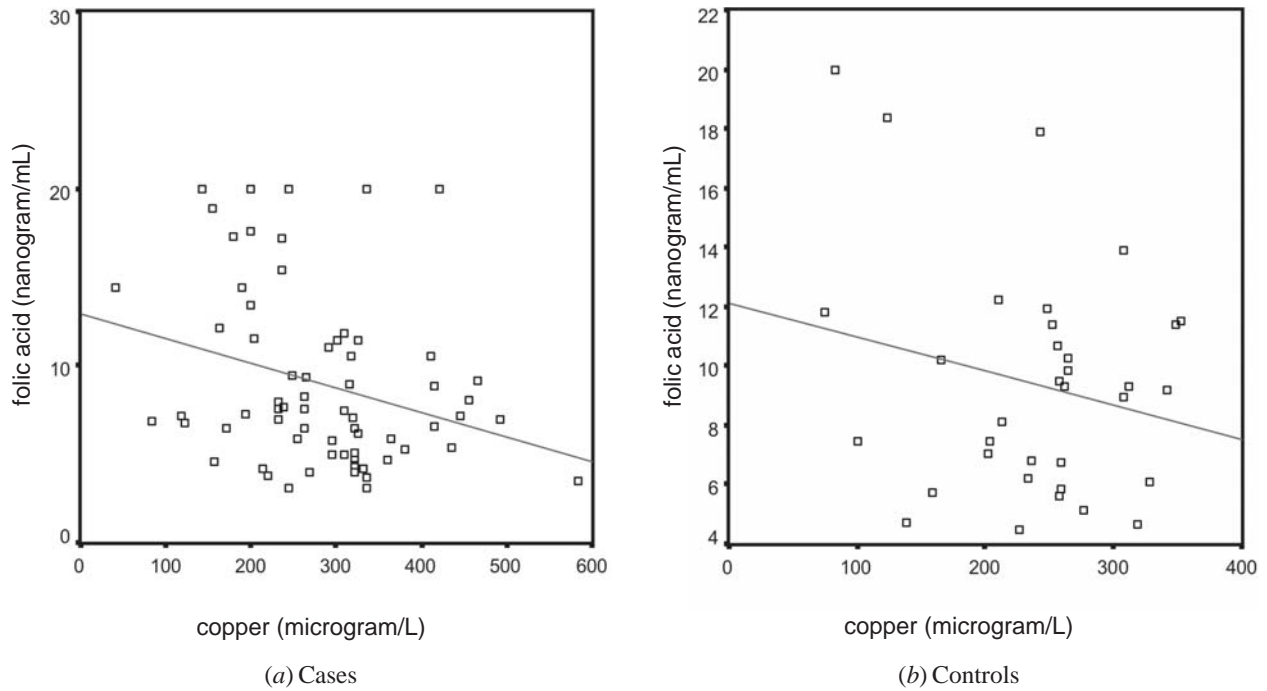 30
20
10
0
folic acid (nanogram/mL)
0 100 200 300 400 500 600
copper (microgram/L)
(a) Cases
22
20
18
16
14
12
10
8
6
4
folic acid (nanogram/mL)
0 100 200 300 400
copper (microgram/L)
(b) Controls